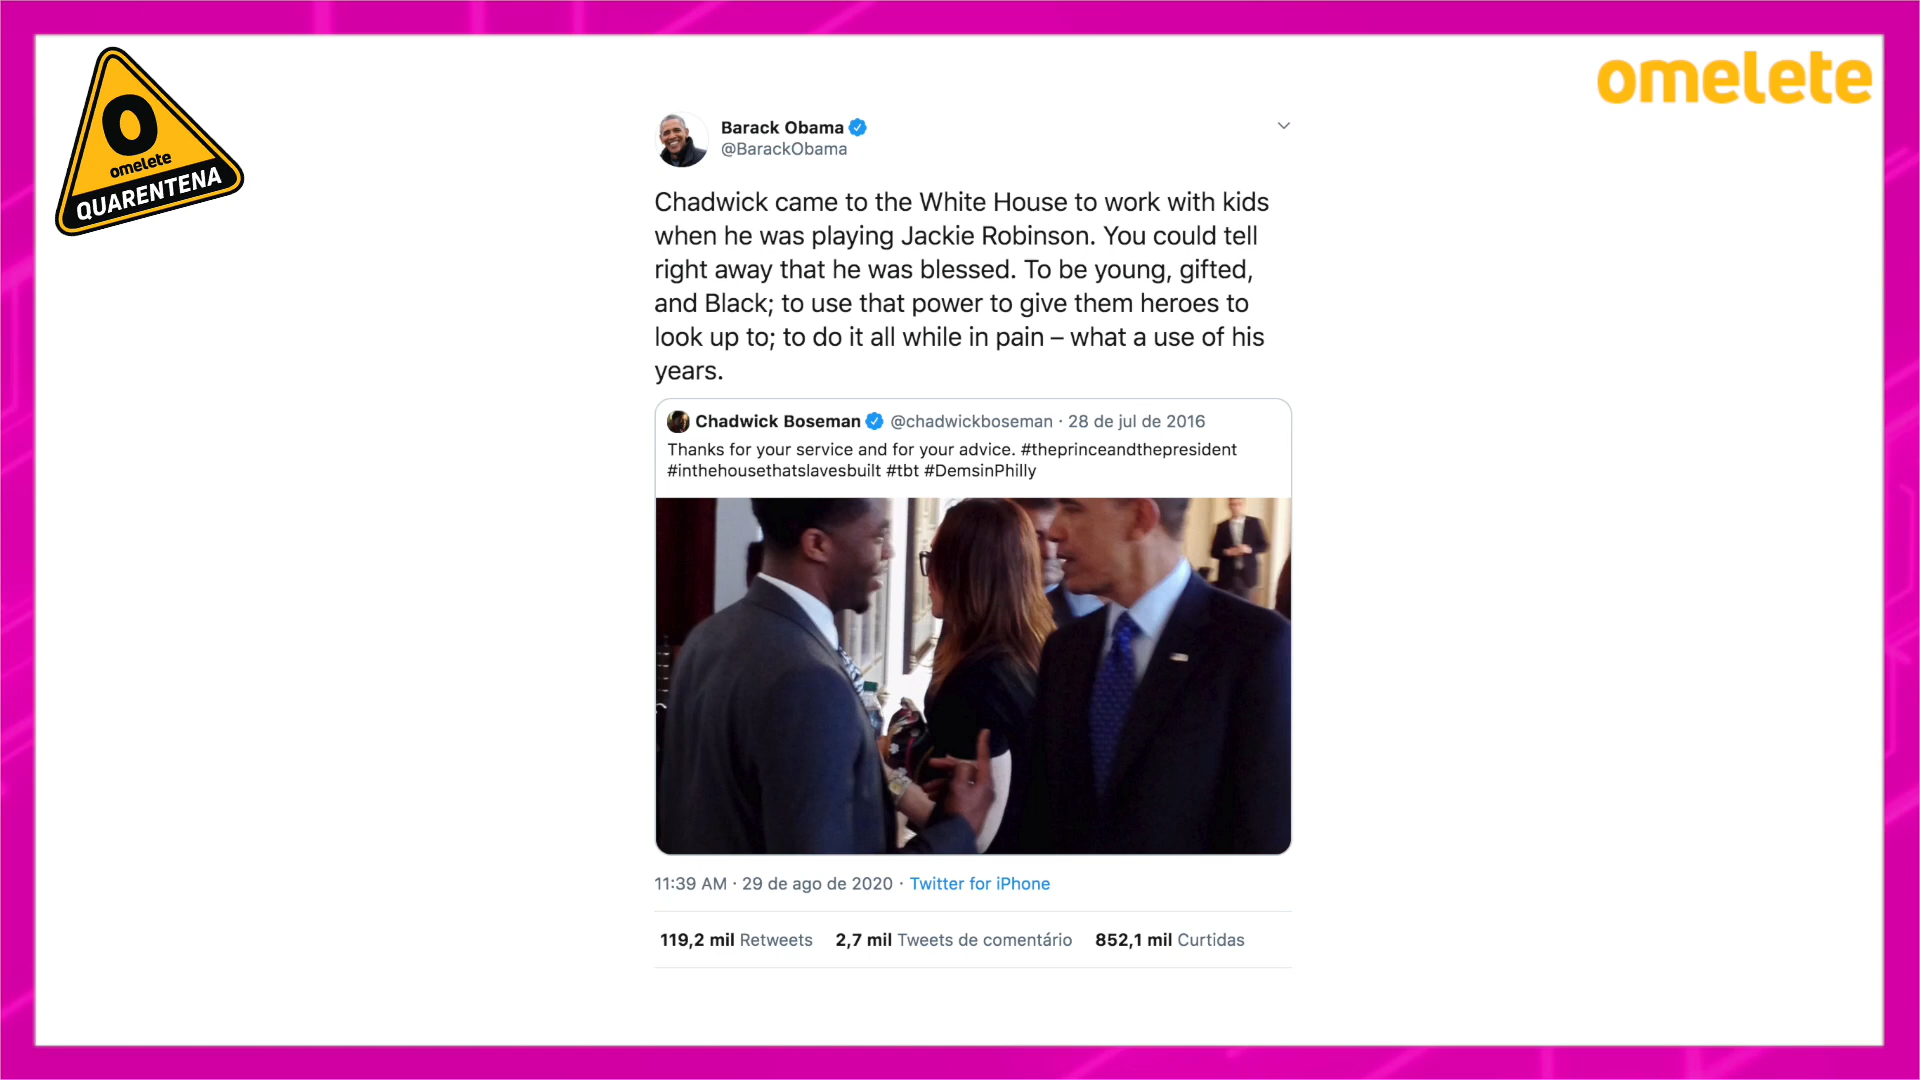 O
omelete
QUARENTENA
omelete
Barack Obama
@BarackObama
Chadwick came to the White House to work with kids
when he was playing Jackie Robinson. You could tell
right away that he was blessed. To be young, gifted,
and Black; to use that power to give them heroes to
look up to; to do it all while in pain – what a use of his
years.
Chadwick Boseman @chadwickboseman · 28 de jul de 2016
Thanks for your service and for your advice. #theprinceandthepresident
#inthehousethatslavesbuilt #tbt #DemsinPhilly
11:39 AM · 29 de ago de 2020 · Twitter for iPhone
119,2 mil Retweets 2,7 mil Tweets de comentário 852,1 mil Curtidas